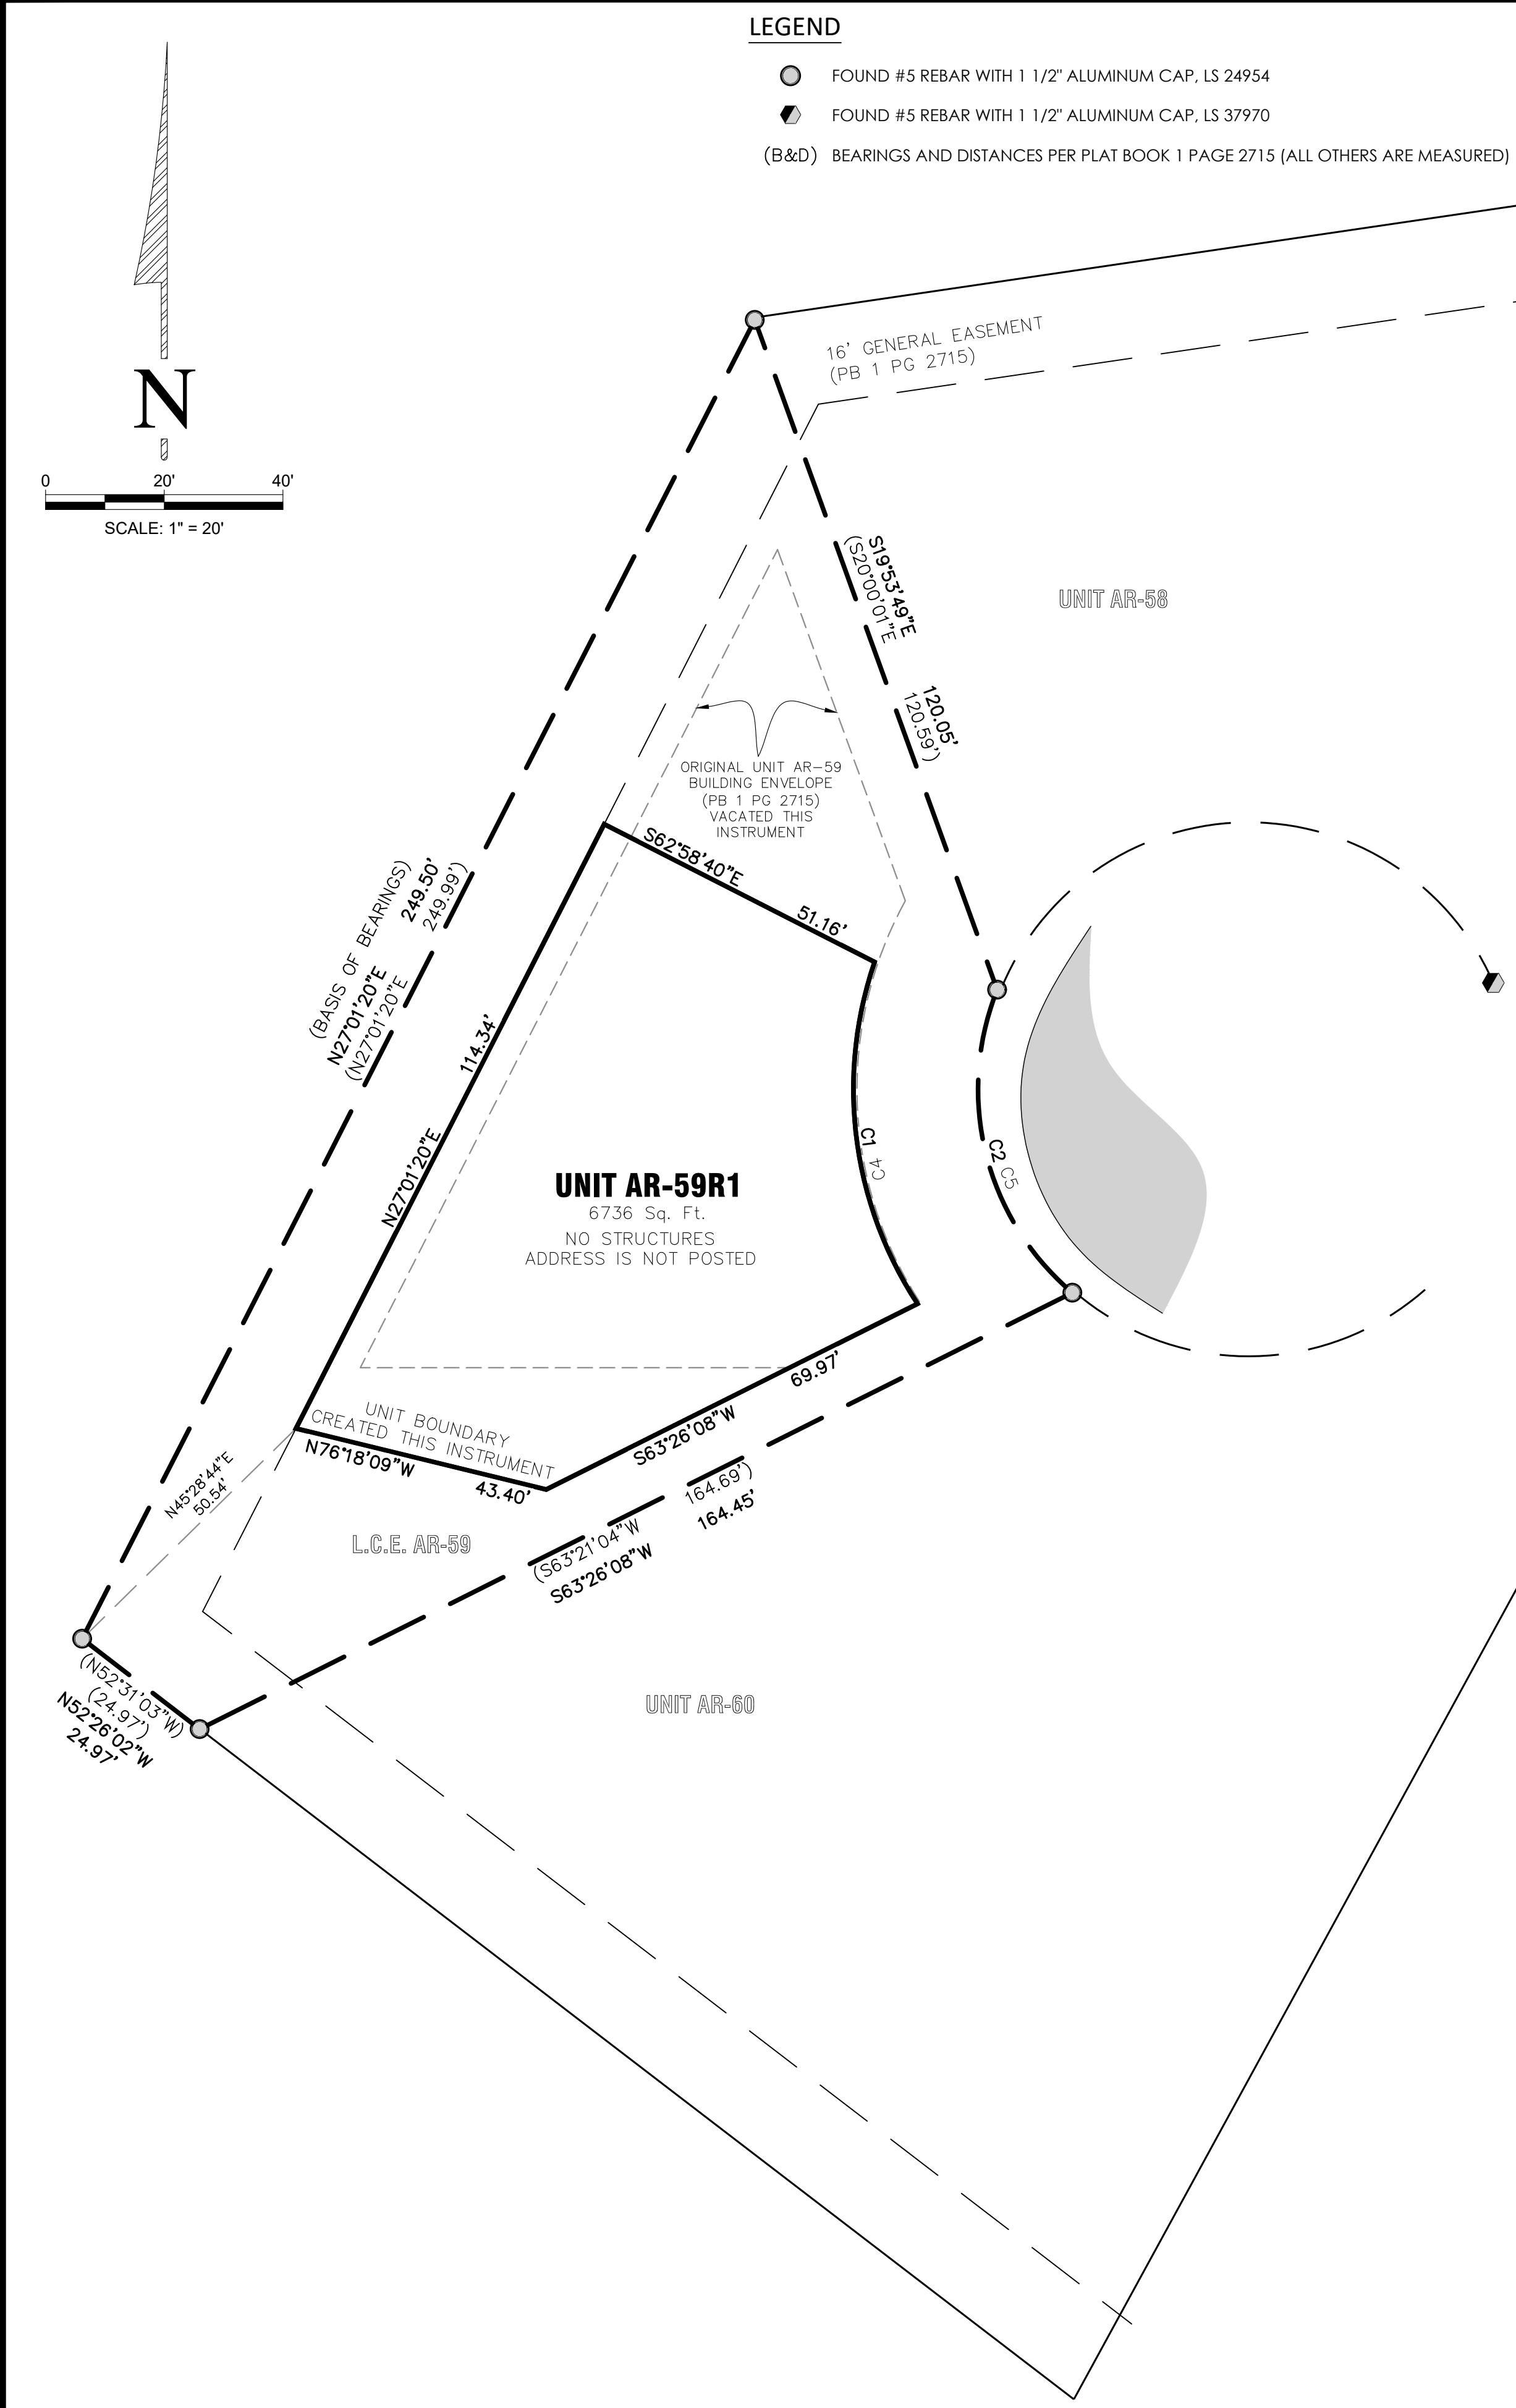 LEGEND
FOUND #5 REBAR WITH 1 1/2" ALUMINUM CAP, LS 24954
FOUND #5 REBAR WITH 1 1/2" ALUMINUM CAP, LS 37970
(B&D) BEARINGS AND DISTANCES PER PLAT BOOK 1 PAGE 2715 (ALL OTHERS ARE MEASURED)
N
0 20' 40'
SCALE: 1" = 20'
16' GENERAL EASEMENT
(PB 1 PG 2715)
S19°53'49"E 120.05'
(S20°00'01"E 120.59')
UNIT AR-58
ORIGINAL UNIT AR-59
BUILDING ENVELOPE
(PB 1 PG 2715)
VACATED THIS
INSTRUMENT
S62°58'40"E 51.16'
(BASIS OF BEARINGS)
N27°01'20"E 249.50'
(N27°01'20"E 249.99')
N27°01'20"E 114.34'
C1 C4
C2 C5
UNIT AR-59R1
6736 Sq. Ft.
NO STRUCTURES
ADDRESS IS NOT POSTED
UNIT BOUNDARY
CREATED THIS INSTRUMENT
N76°18'09"W 43.40'
S63°26'08"W 69.97'
N45°28'44"E
50.54'
L.C.E. AR-59
(S63°21'04"W 164.69')
S63°26'08"W 164.45'
(N52°31'03"W)
(24.97')
N52°26'02"W
24.97'
UNIT AR-60